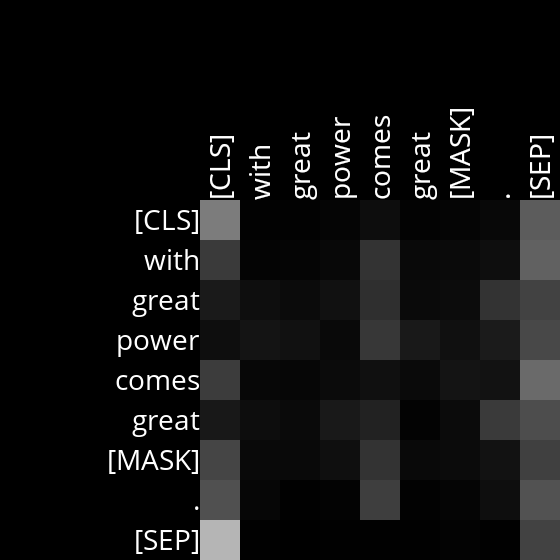 [CLS] with great power comes great [MASK] . [SEP]
[CLS]
with
great
power
comes
great
[MASK]
.
[SEP]